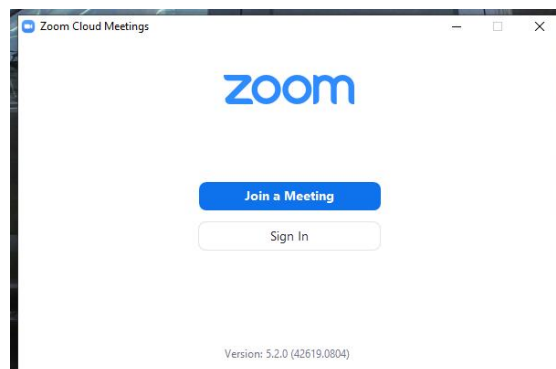 Zoom Cloud Meetings
zoom
Join a Meeting
Sign In
Version: 5.2.0 (42619.0804)